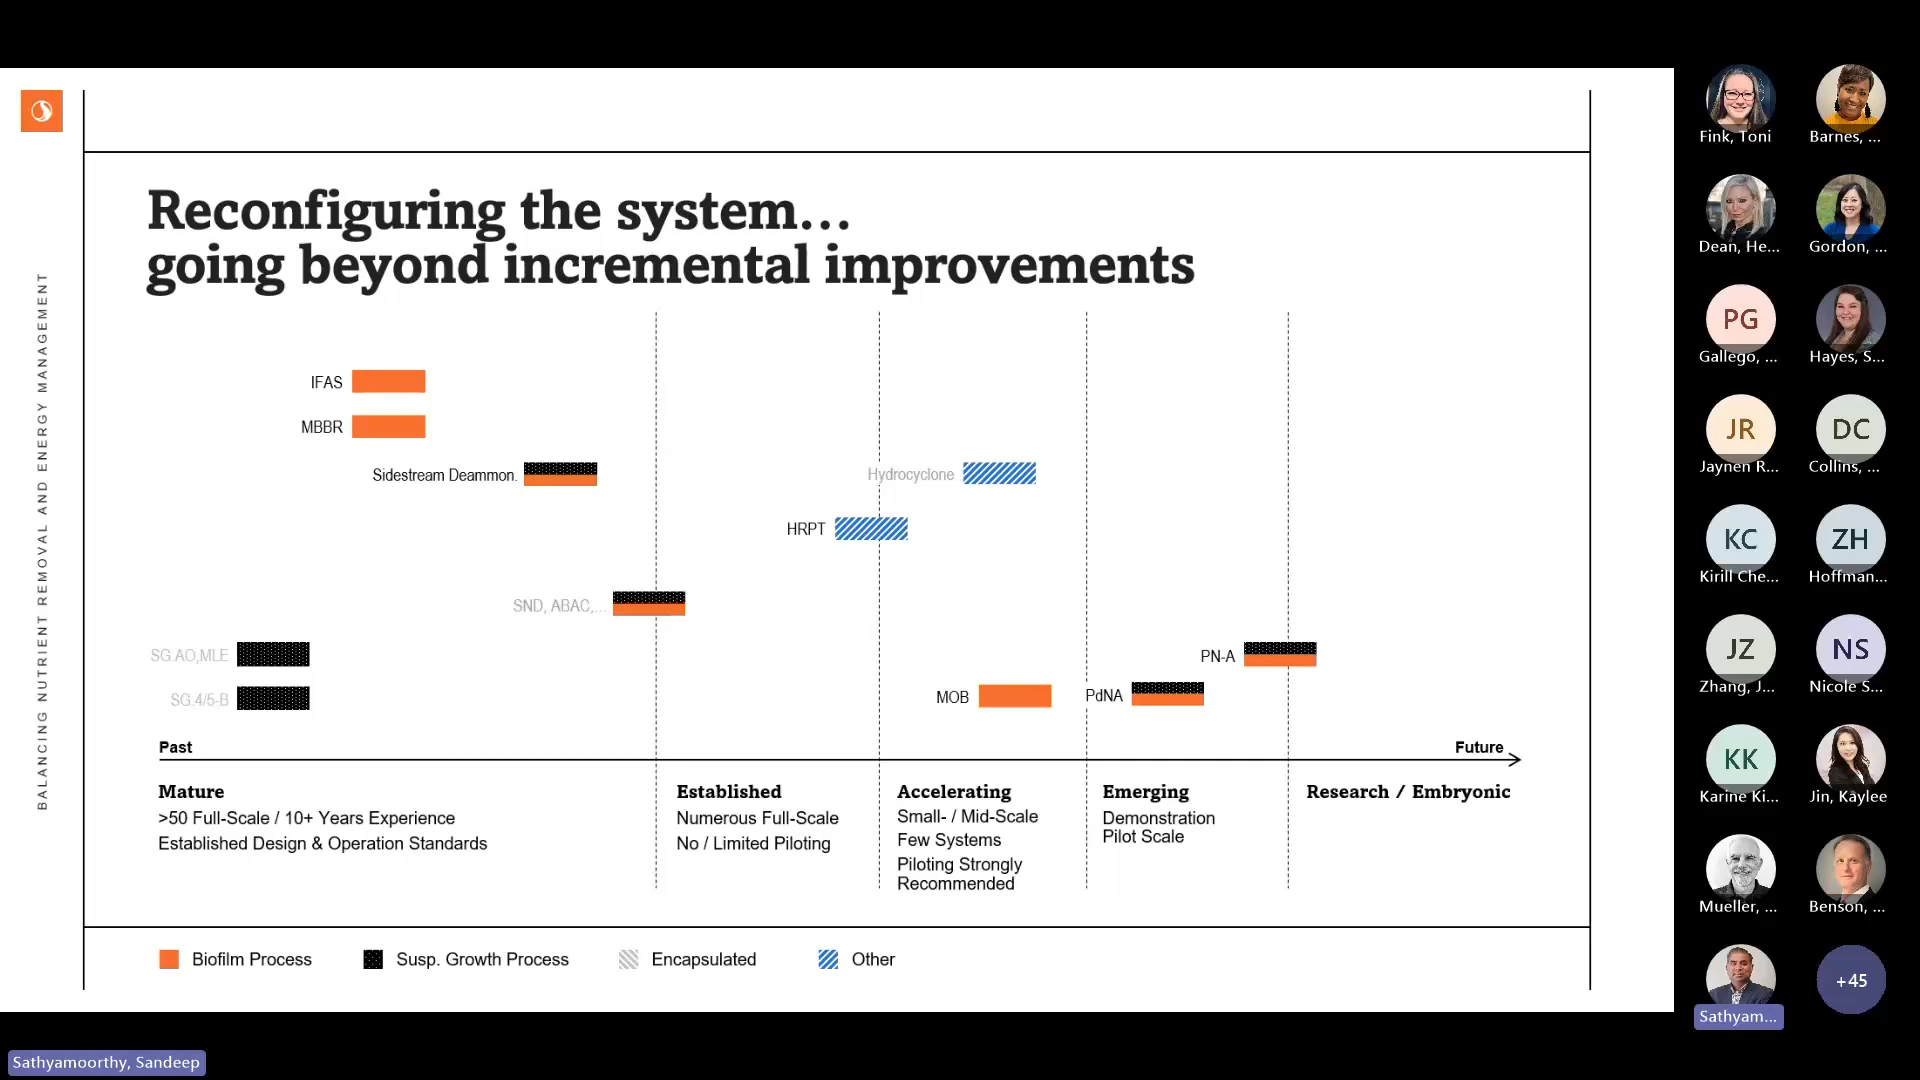 BALANCING NUTRIENT REMOVAL AND ENERGY MANAGEMENT
Reconfiguring the system…
going beyond incremental improvements
IFAS
MBBR
Sidestream Deammon.
Hydrocyclone
HRPT
SND, ABAC,...
SG.AO,MLE
PN-A
SG.4/5-B
MOB
PdNA
Past
Future
Mature
>50 Full-Scale / 10+ Years Experience
Established Design & Operation Standards
Established
Numerous Full-Scale
No / Limited Piloting
Accelerating
Small- / Mid-Scale
Few Systems
Piloting Strongly
Recommended
Emerging
Demonstration
Pilot Scale
Research / Embryonic
Biofilm Process
Susp. Growth Process
Encapsulated
Other
Fink, Toni
Barnes, ...
Dean, He...
Gordon, ...
PG
Gallego, ...
Hayes, S...
JR
Jaynen R...
DC
Collins, ...
KC
Kirill Che...
ZH
Hoffman...
JZ
Zhang, J...
NS
Nicole S...
KK
Karine Ki...
Jin, Kaylee
Mueller, ...
Benson, ...
Sathyam...
+45
Sathyamoorthy, Sandeep